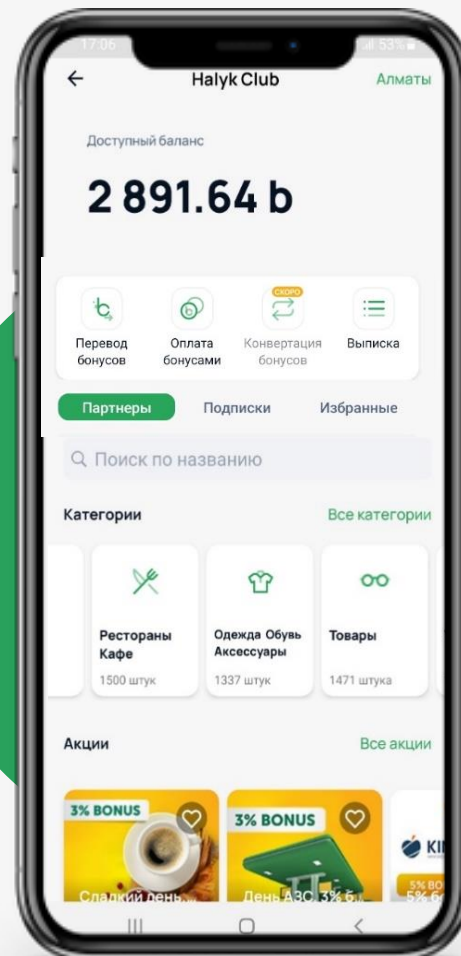 17:06
53%
Halyk Club
Алматы
Доступный баланс
2 891.64 b
СКОРО
Перевод бонусов
Оплата бонусами
Конвертация бонусов
Выписка
Партнеры
Подписки
Избранные
Поиск по названию
Категории
Все категории
Рестораны
Кафе
1500 штук
Одежда Обувь
Аксессуары
1337 штук
Товары
1471 штука
Акции
Все акции
3% BONUS
Сладкий день,...
3% BONUS
День АЗС, 3% б...
5%